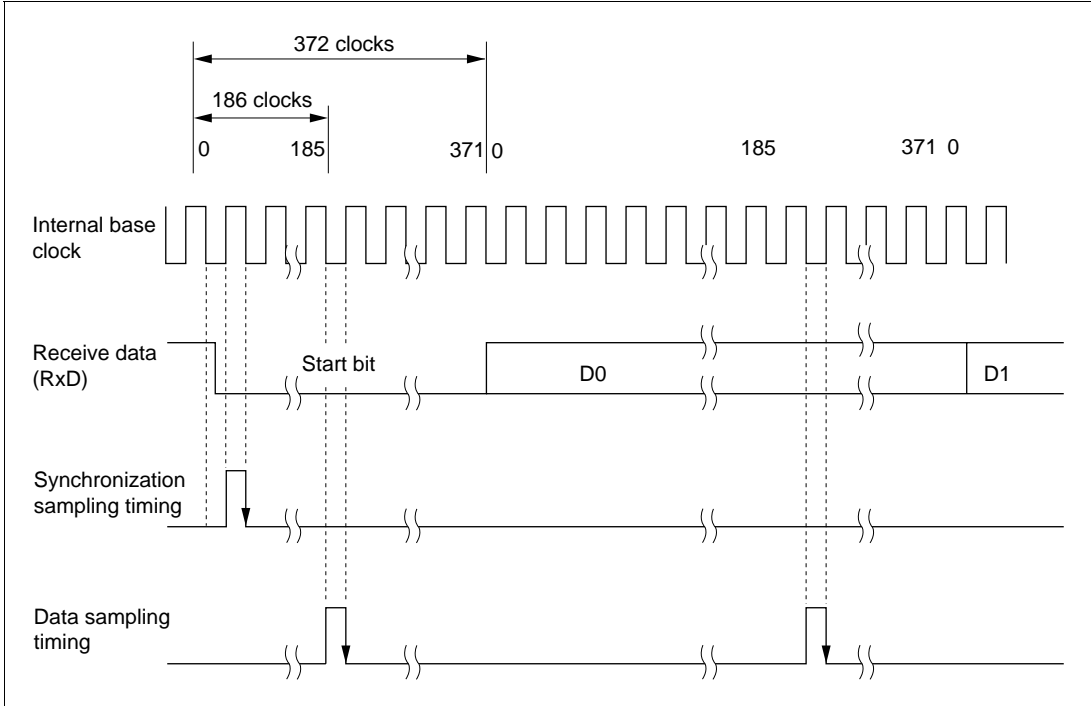 372 clocks
186 clocks
0 185 371 0 185 371 0
Internal base
clock
Receive data
(RxD)
Start bit
D0
D1
Synchronization
sampling timing
Data sampling
timing